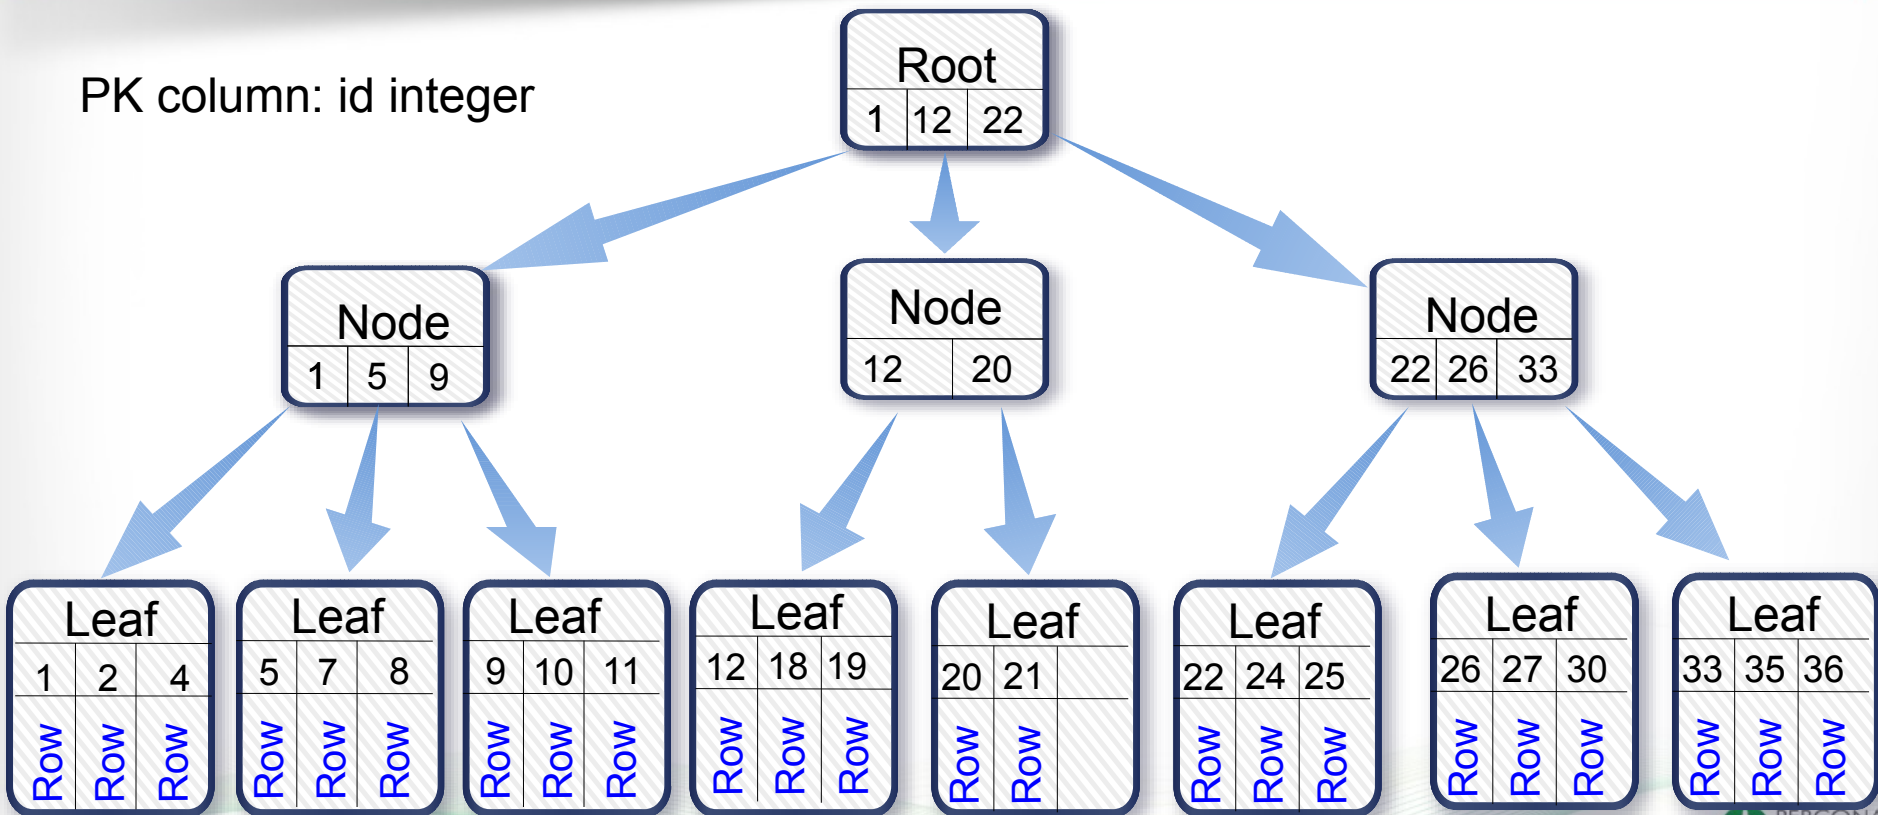 PK column: id integer
Root
1 12 22
Node
1 5 9
Node
12 20
Node
22 26 33
Leaf
1 2 4
Row Row Row
Leaf
5 7 8
Row Row Row
Leaf
9 10 11
Row Row Row
Leaf
12 18 19
Row Row Row
Leaf
20 21
Row Row
Leaf
22 24 25
Row Row Row
Leaf
26 27 30
Row Row Row
Leaf
33 35 36
Row Row Row